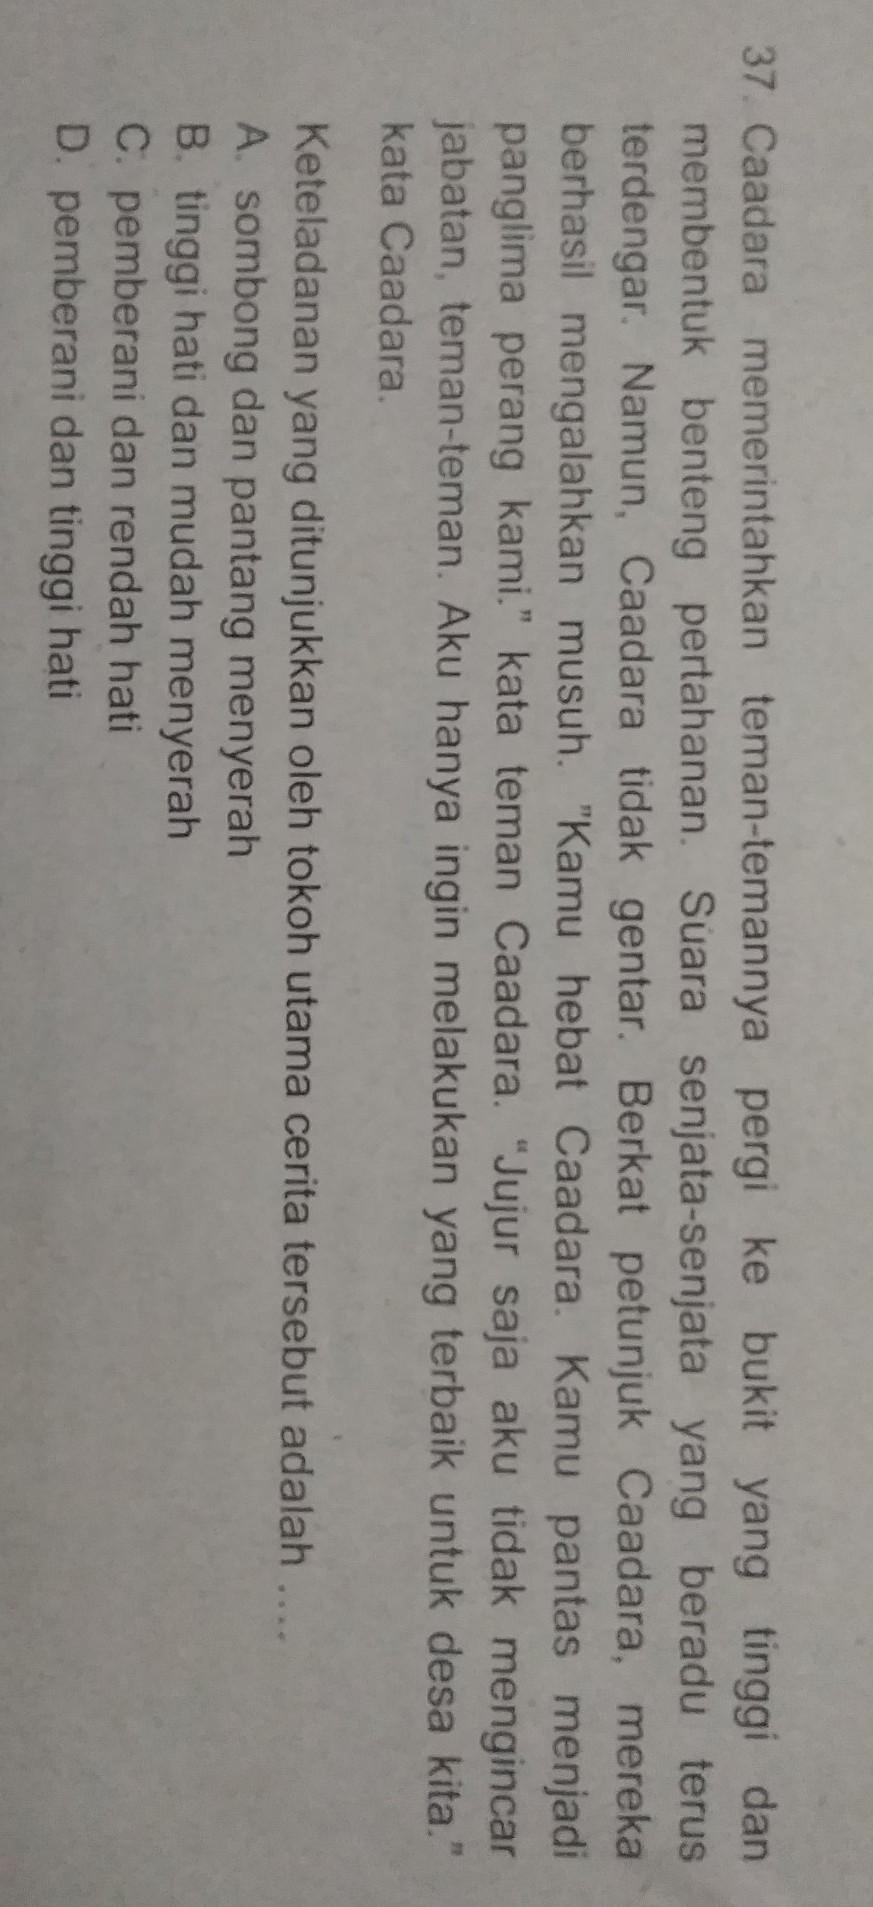 37. Caadara memerintahkan teman-temannya pergi ke bukit yang tinggi dan
membentuk benteng pertahanan. Suara senjata-senjata yang beradu terus
terdengar. Namun, Caadara tidak gentar. Berkat petunjuk Caadara, mereka
berhasil mengalahkan musuh. "Kamu hebat Caadara. Kamu pantas menjadi
panglima perang kami." kata teman Caadara. "Jujur saja aku tidak mengincar
jabatan, teman-teman. Aku hanya ingin melakukan yang terbaik untuk desa kita."
kata Caadara.
Keteladanan yang ditunjukkan oleh tokoh utama cerita tersebut adalah ....
A. sombong dan pantang menyerah
B. tinggi hati dan mudah menyerah
C. pemberani dan rendah hati
D. pemberani dan tinggi hati